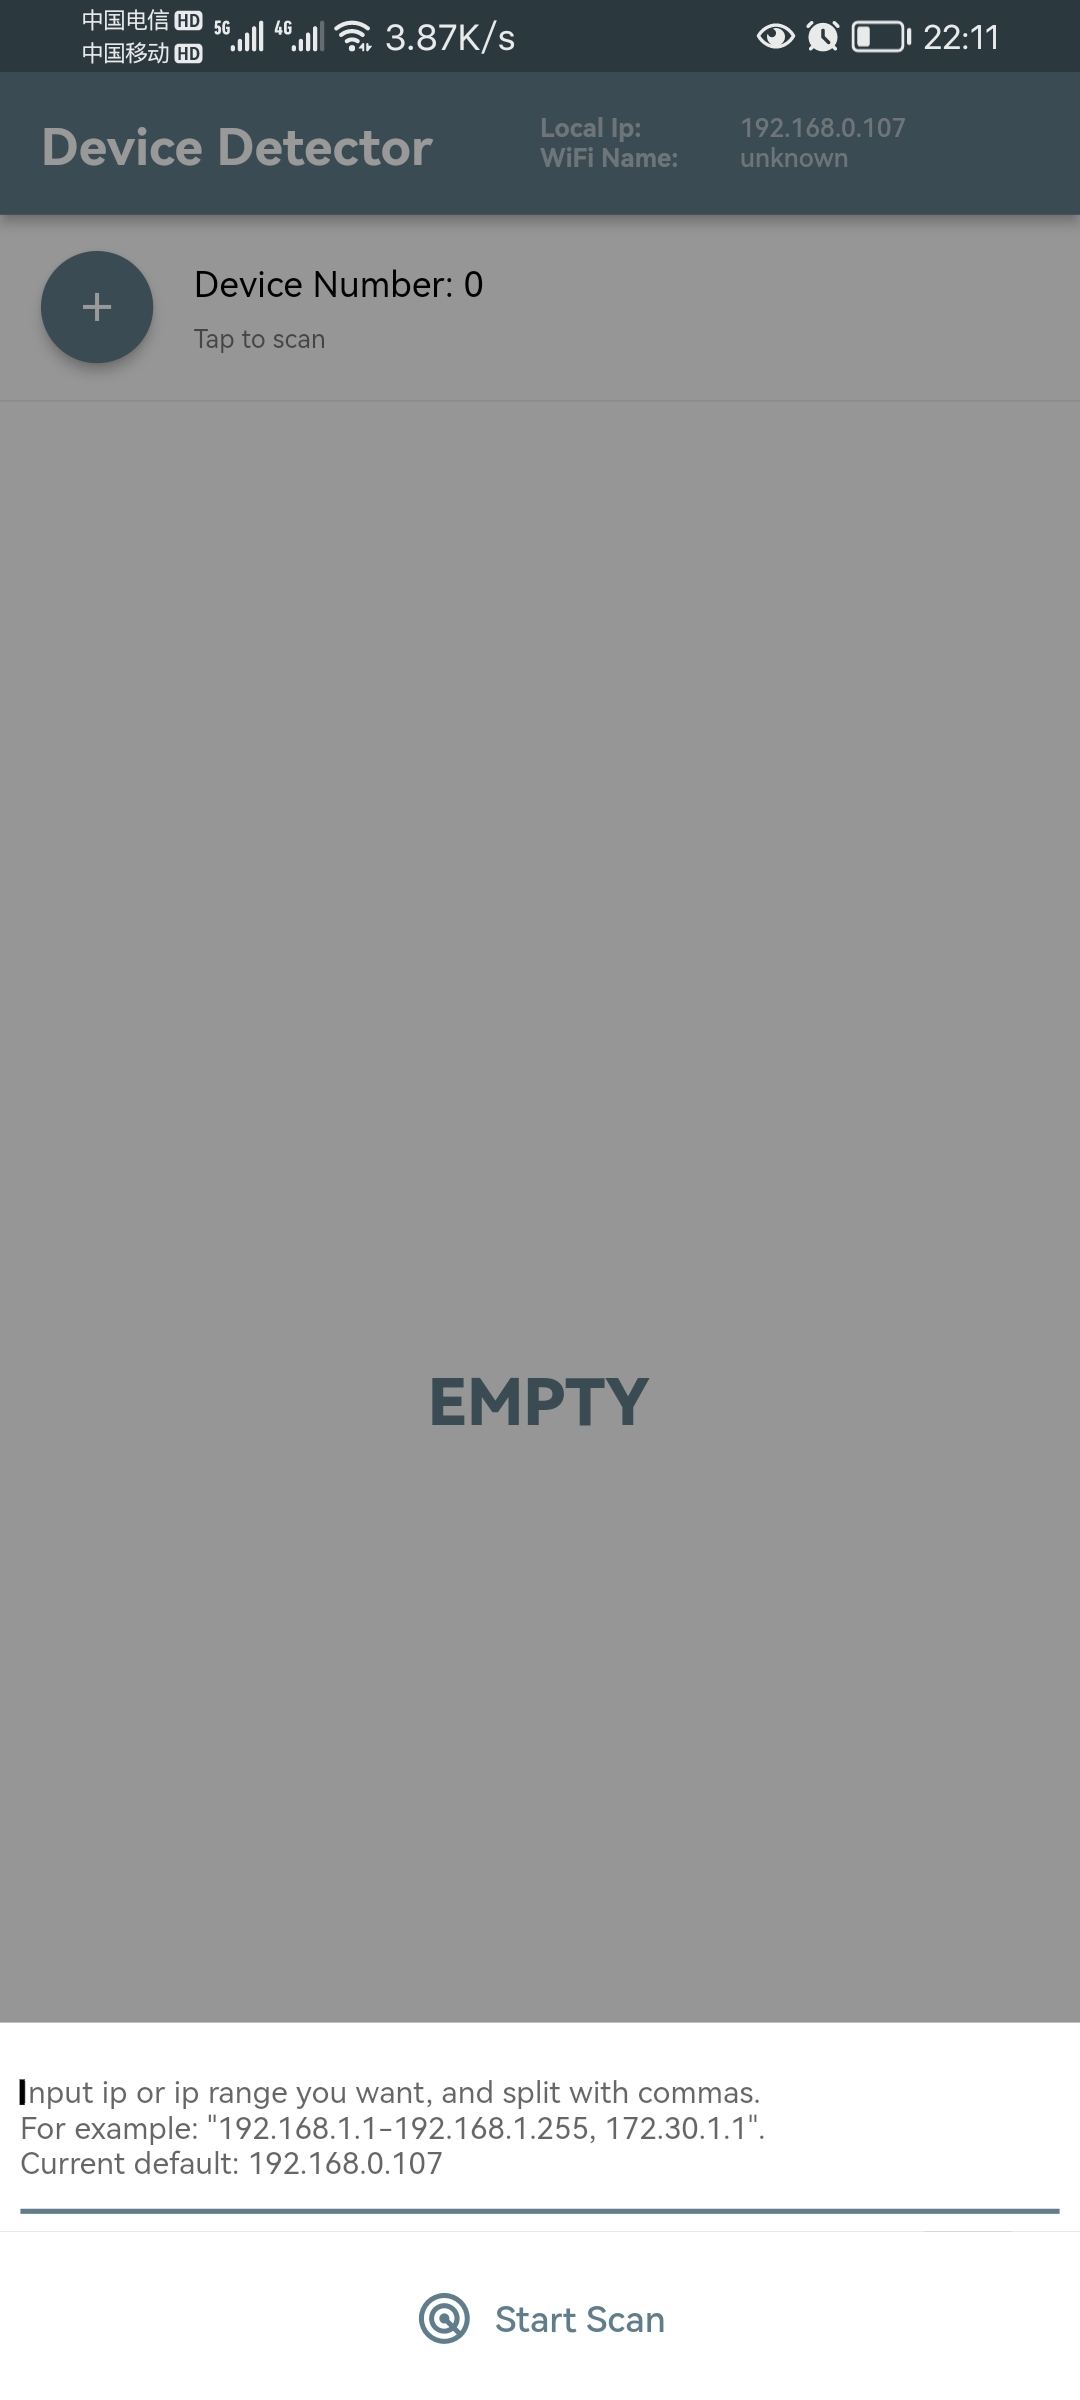 中国电信 HD 5G 4G 3.87K/s 22:11
中国移动 HD
Device Detector
Local Ip: 192.168.0.107
WiFi Name: unknown
Device Number: 0
Tap to scan
EMPTY
Input ip or ip range you want, and split with commas.
For example: "192.168.1.1-192.168.1.255, 172.30.1.1".
Current default: 192.168.0.107
Start Scan